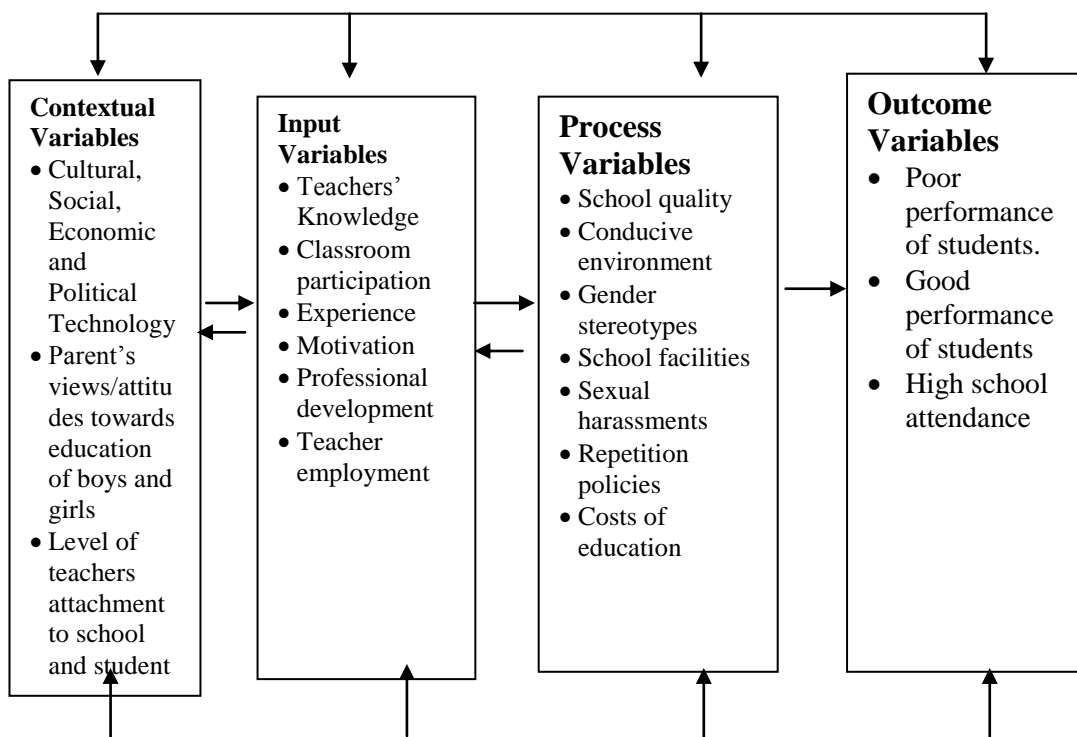 Contextual
Variables
• Cultural,
Social,
Economic
and
Political
Technology
• Parent's
views/attitu
des towards
education
of boys and
girls
• Level of
teachers
attachment
to school
and student
Input
Variables
• Teachers'
Knowledge
• Classroom
participation
• Experience
• Motivation
• Professional
development
• Teacher
employment
Process
Variables
• School quality
• Conducive
environment
• Gender
stereotypes
• School facilities
• Sexual
harassments
• Repetition
policies
• Costs of
education
Outcome
Variables
• Poor
performance
of students.
• Good
performance
of students
• High school
attendance